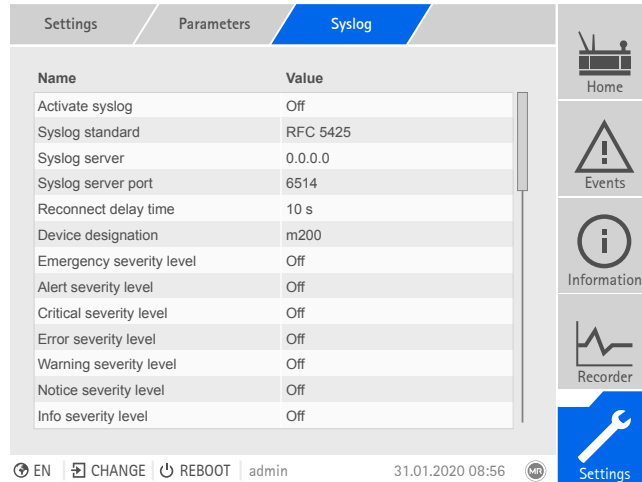 Settings Parameters Syslog
Name Value
Activate syslog Off
Syslog standard RFC 5425
Syslog server 0.0.0.0
Syslog server port 6514
Reconnect delay time 10 s
Device designation m200
Emergency severity level Off
Alert severity level Off
Critical severity level Off
Error severity level Off
Warning severity level Off
Notice severity level Off
Info severity level Off
Home
Events
Information
Recorder
Settings
EN CHANGE REBOOT admin 31.01.2020 08:56 MR